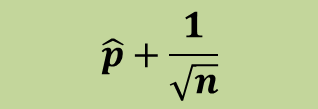 p̂ + 1/√n